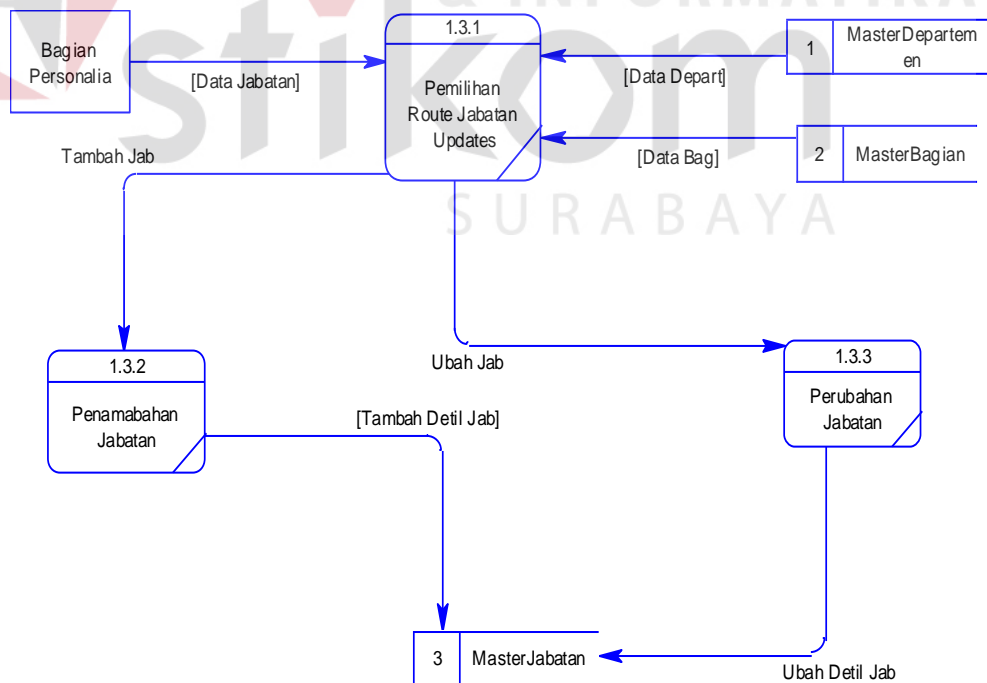 & INFORMATIKA
stikom
SURABAYA
Bagian
Personalia
[Data Jabatan]
1.3.1
Pemilihan
Route Jabatan
Updates
[Data Depart]
1
MasterDepartem
en
[Data Bag]
2
MasterBagian
Tambah Jab
Ubah Jab
1.3.2
Penamabahan
Jabatan
[Tambah Detil Jab]
1.3.3
Perubahan
Jabatan
3
MasterJabatan
Ubah Detil Jab